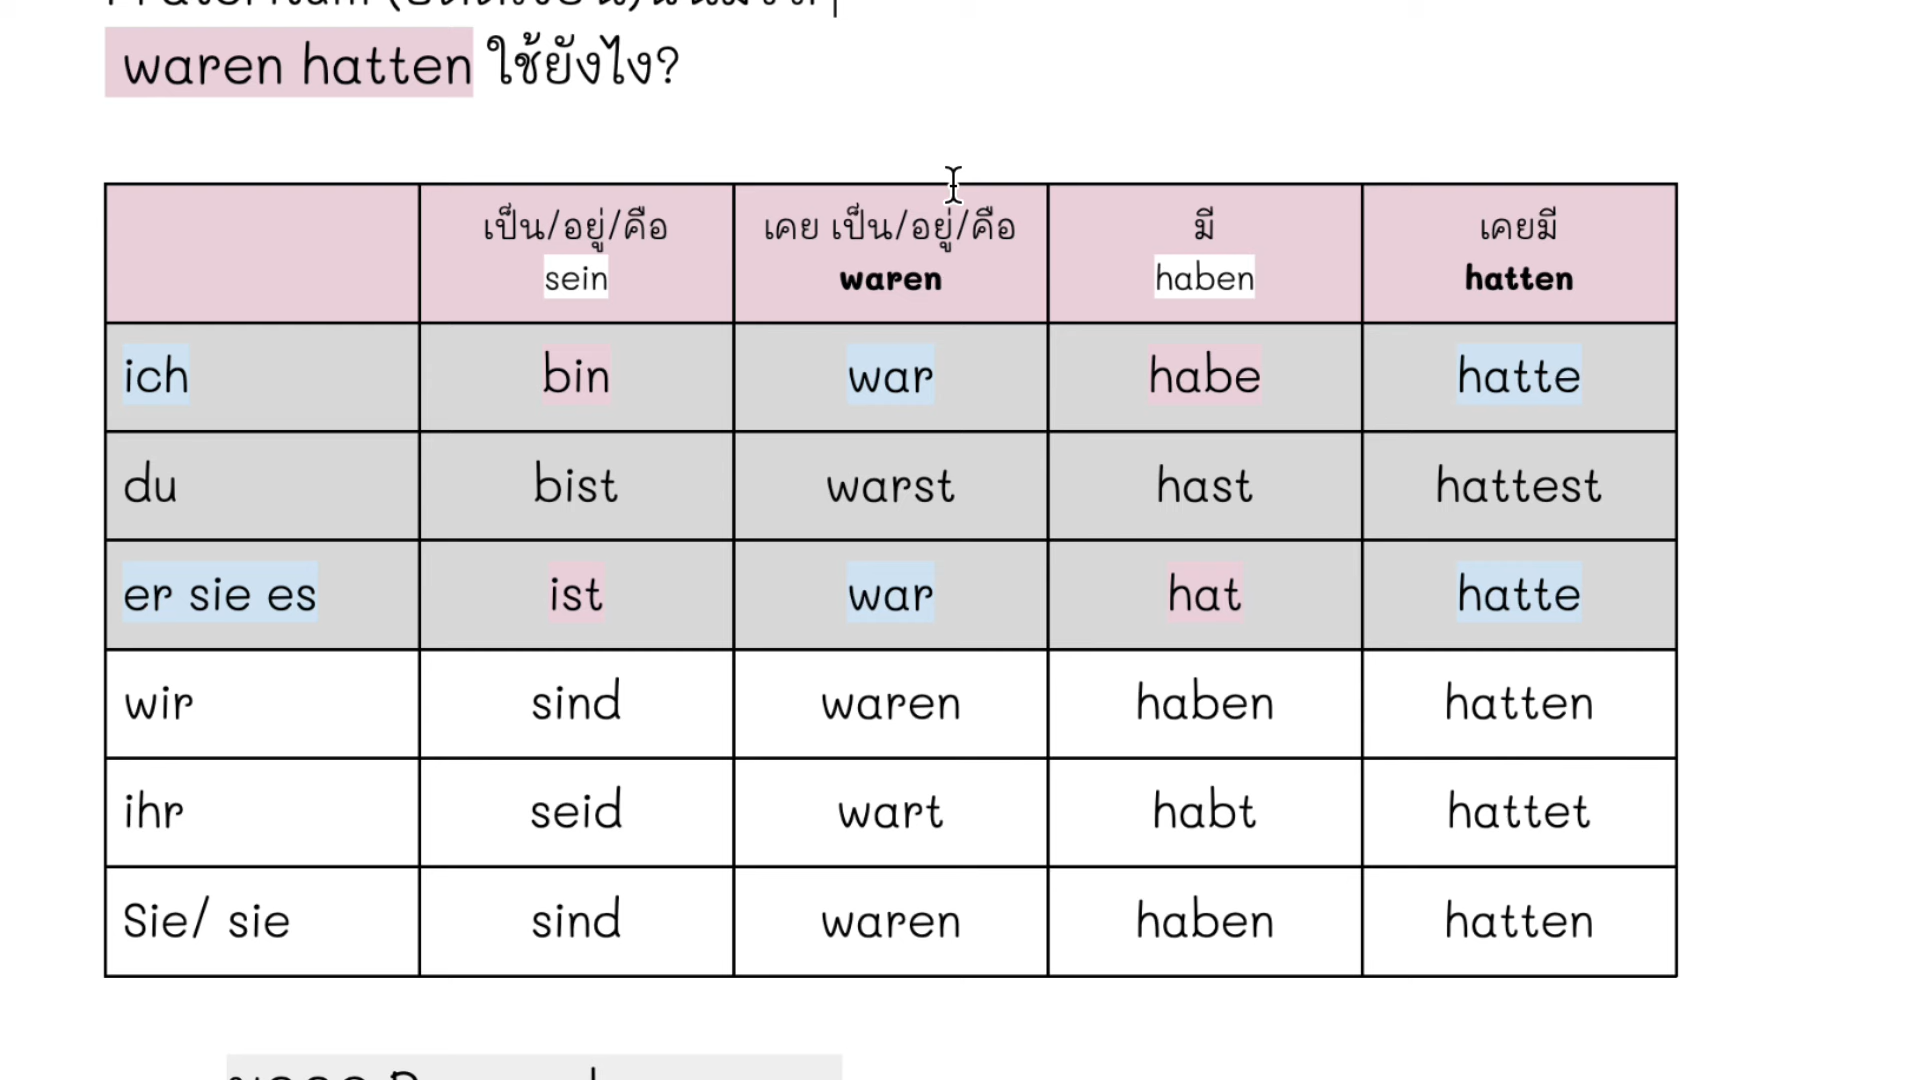 waren hatten ใช้ยังไง?
เป็น/อยู่/คือ เคย เป็น/อยู่/คือ มี เคยมี
sein waren haben hatten
ich bin war habe hatte
du bist warst hast hattest
er sie es ist war hat hatte
wir sind waren haben hatten
ihr seid wart habt hattet
Sie/ sie sind waren haben hatten